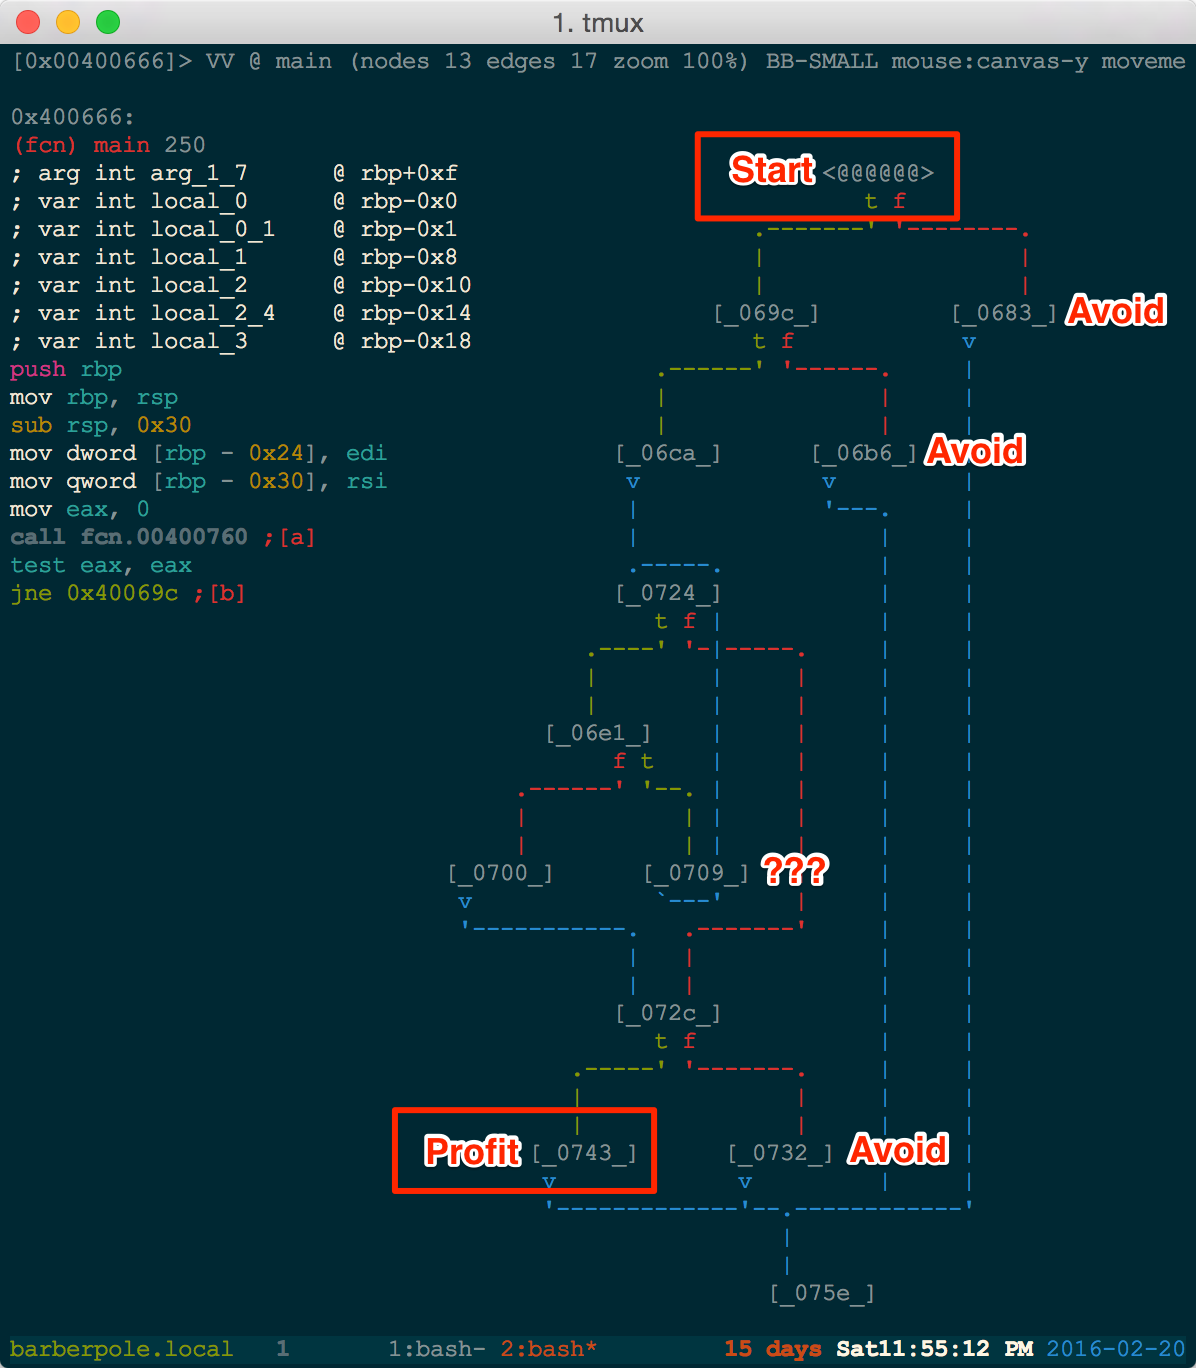 1. tmux
[0x00400666]> VV @ main (nodes 13 edges 17 zoom 100%) BB-SMALL mouse:canvas-y moveme
0x400666:
(fcn) main 250
; arg int arg_1_7 @ rbp+0xf
; var int local_0 @ rbp-0x0
; var int local_0_1 @ rbp-0x1
; var int local_1 @ rbp-0x8
; var int local_2 @ rbp-0x10
; var int local_2_4 @ rbp-0x14
; var int local_3 @ rbp-0x18
push rbp
mov rbp, rsp
sub rsp, 0x30
mov dword [rbp - 0x24], edi
mov qword [rbp - 0x30], rsi
mov eax, 0
call fcn.00400760 ;[a]
test eax, eax
jne 0x40069c ;[b]
Start <@@@@@@>
t f
[_069c_] [_0683_] Avoid
t f v
[_06ca_] [_06b6_] Avoid
v v
[_0724_]
t f
[_06e1_]
f t
[_0700_] [_0709_] ???
v
[_072c_]
t f
Profit [_0743_] [_0732_] Avoid
v v
[_075e_]
barberpole.local 1 1:bash- 2:bash* 15 days Sat11:55:12 PM 2016-02-20